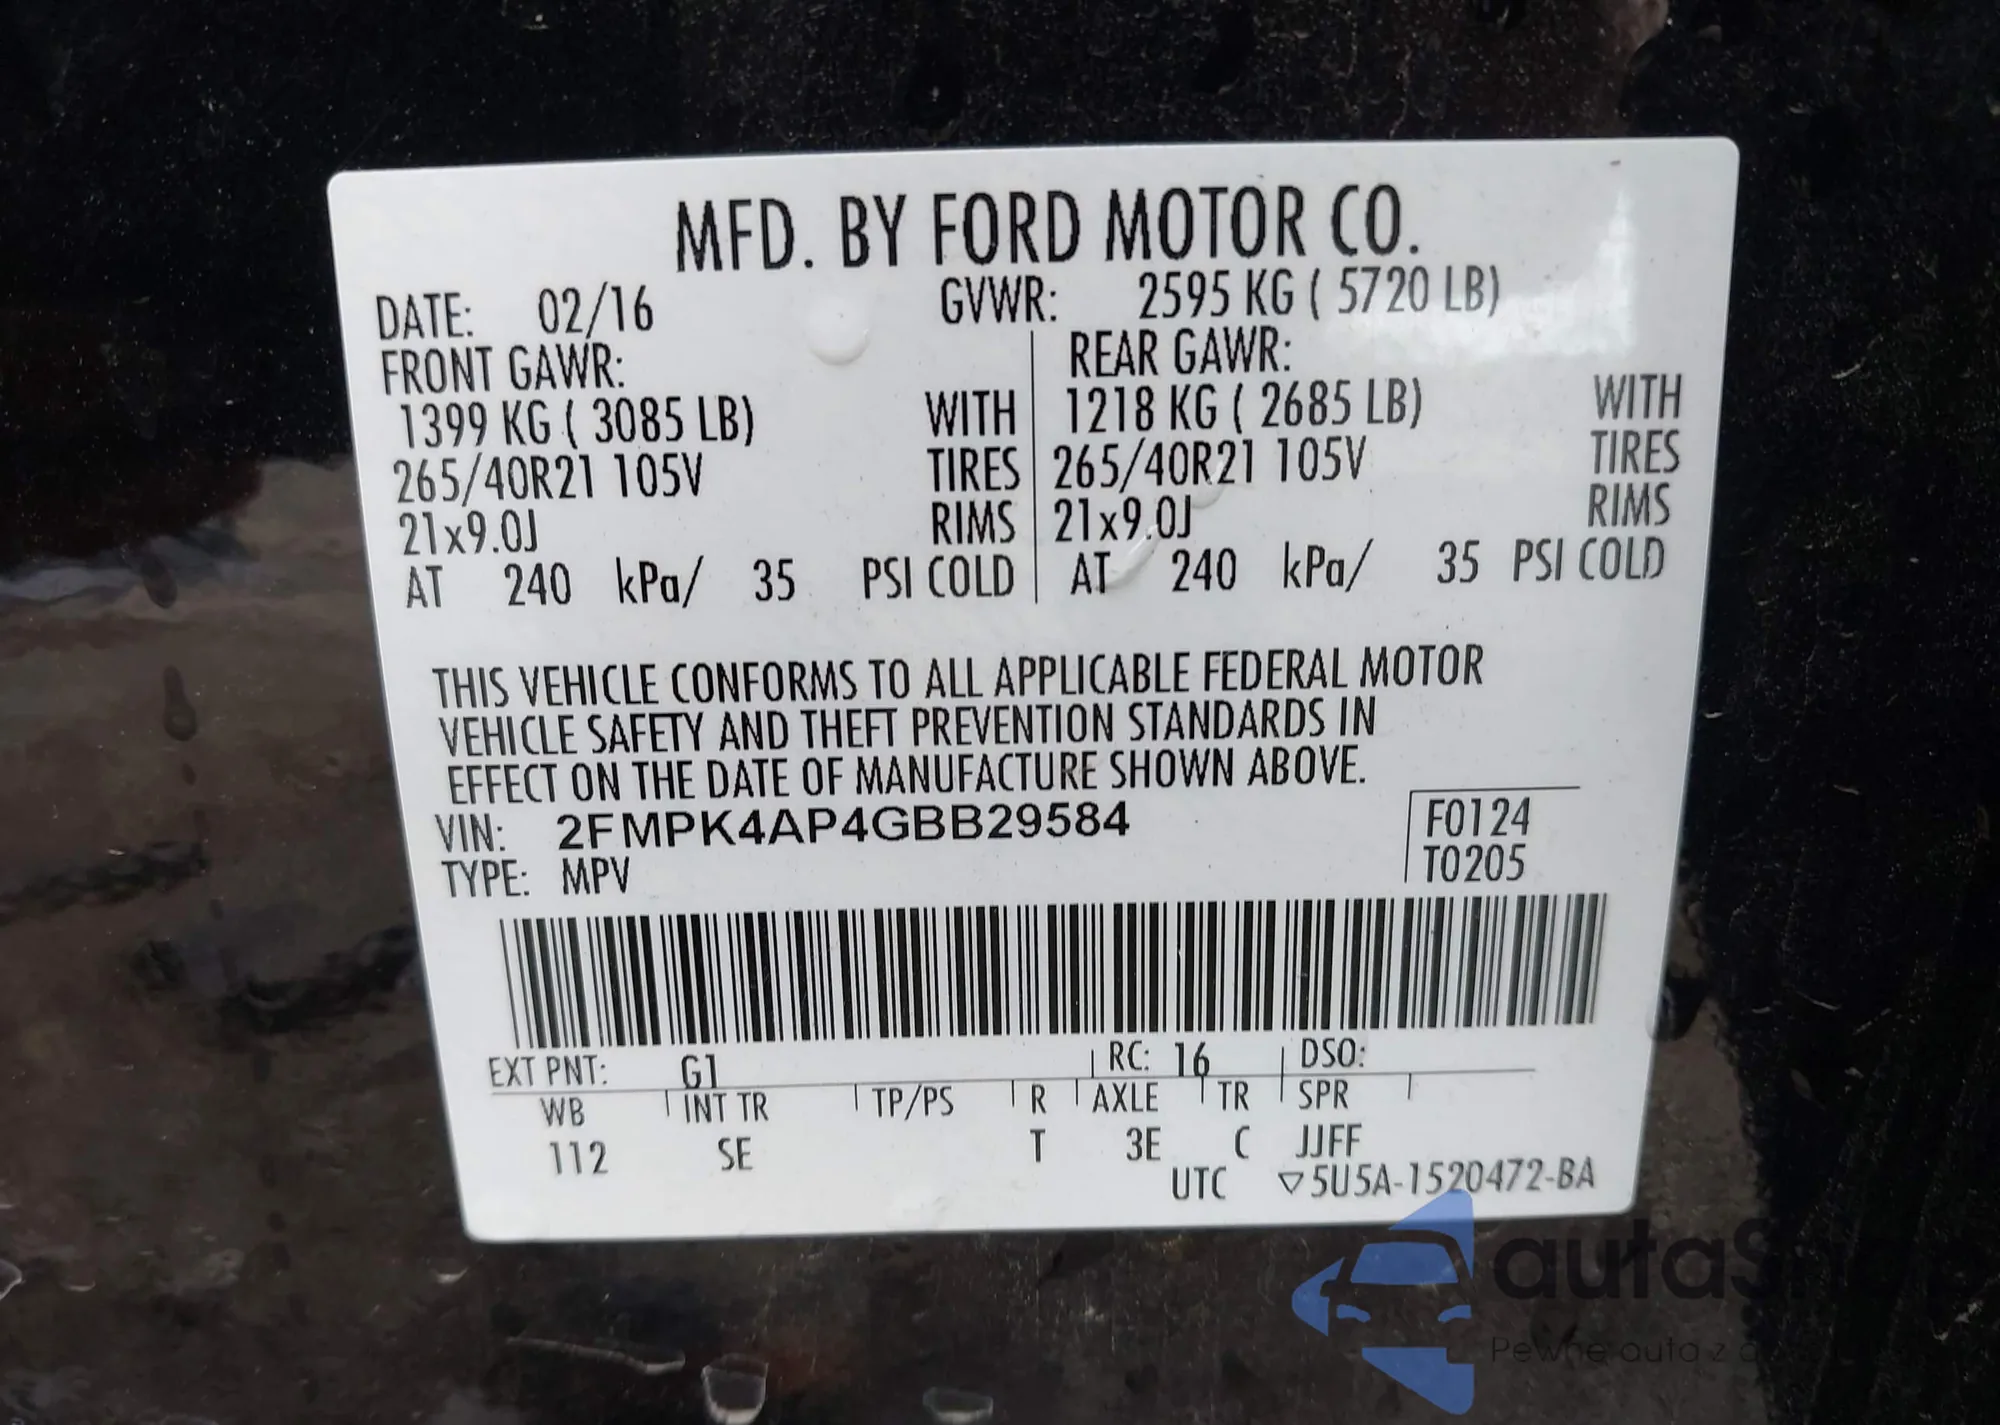 MFD. BY FORD MOTOR CO.
DATE: 02/16 GVWR: 2595 KG ( 5720 LB)
FRONT GAWR: REAR GAWR:
1399 KG ( 3085 LB) WITH 1218 KG ( 2685 LB) WITH
265/40R21 105V TIRES 265/40R21 105V TIRES
21x9.0J RIMS 21x9.0J RIMS
AT 240 kPa/ 35 PSI COLD AT 240 kPa/ 35 PSI COLD
THIS VEHICLE CONFORMS TO ALL APPLICABLE FEDERAL MOTOR
VEHICLE SAFETY AND THEFT PREVENTION STANDARDS IN
EFFECT ON THE DATE OF MANUFACTURE SHOWN ABOVE.
VIN: 2FMPK4AP4GBB29584 F0124
TYPE: MPV T0205
EXT PNT: G1 RC: 16 DSO:
WB INT TR TP/PS R AXLE TR SPR
112 SE T 3E C JJFF
UTC ▽5U5A-1520472-BA
autaShop
Pewne auta z